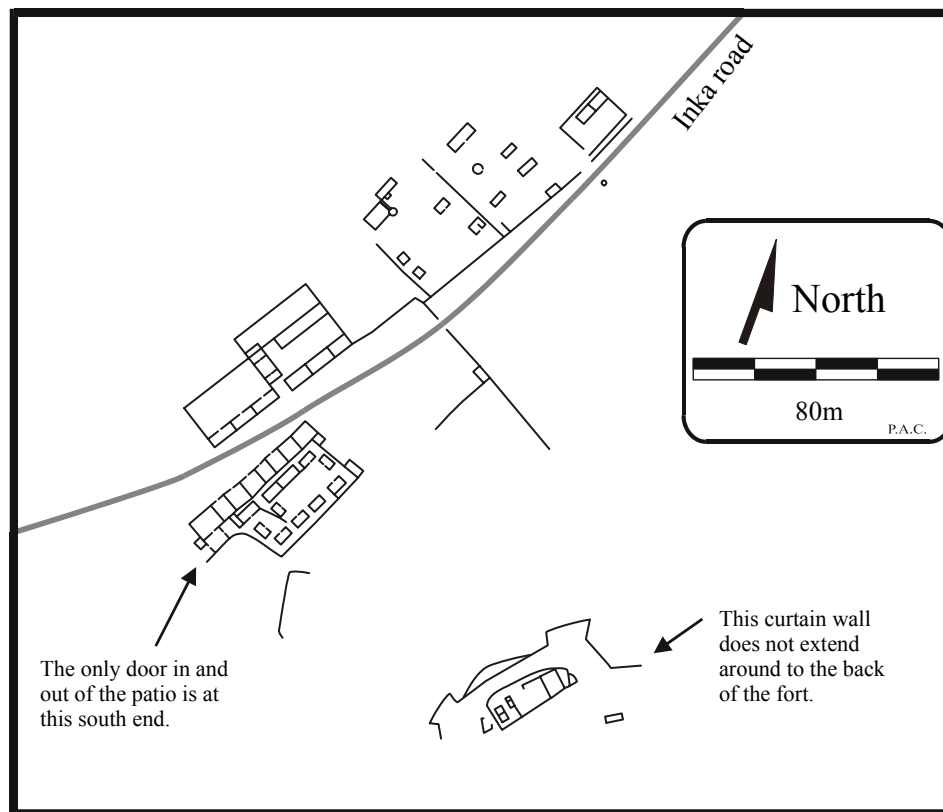 Inka road
North
80m
P.A.C.
The only door in and
out of the patio is at
this south end.
This curtain wall
does not extend
around to the back
of the fort.